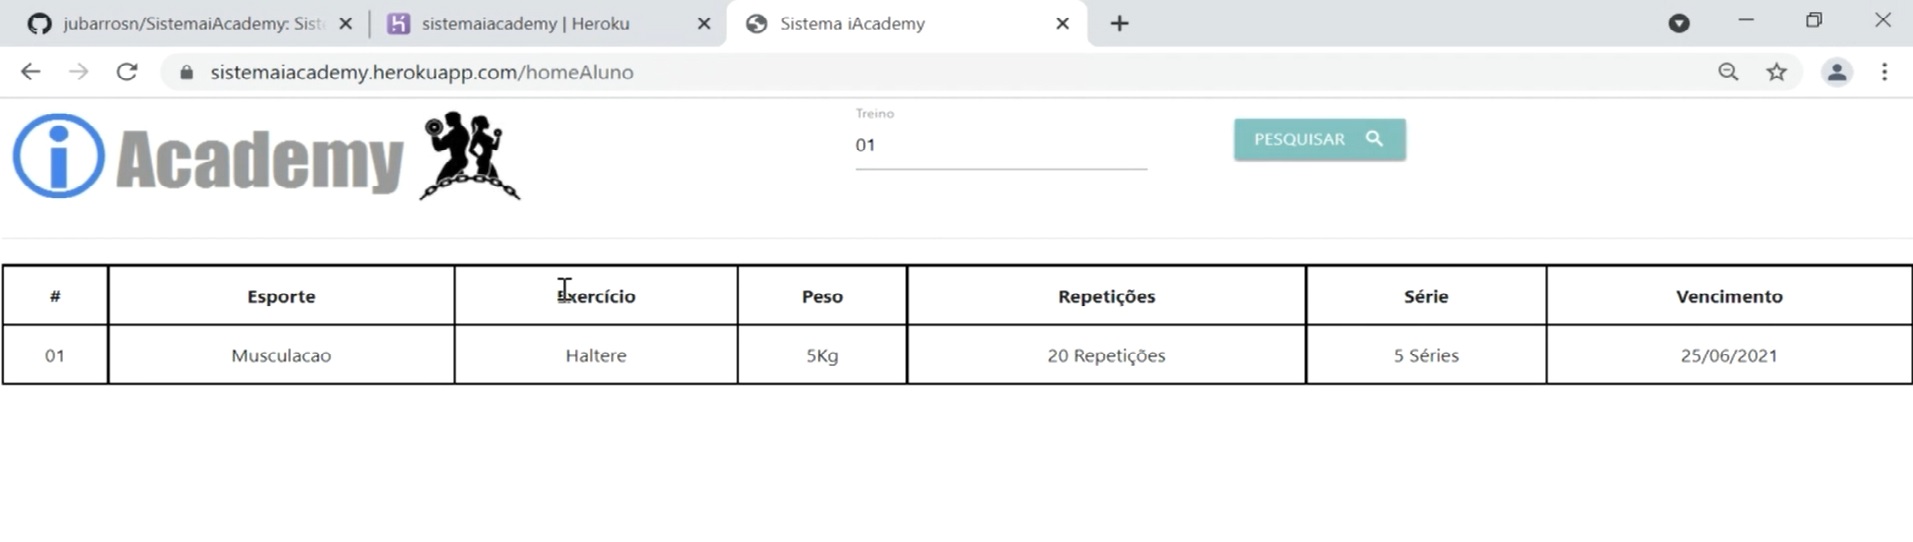 jubarrosn/SistemaiAcademy: Sist
sistemaiacademy | Heroku
Sistema iAcademy
sistemaiacademy.herokuapp.com/homeAluno
i Academy
Treino
01
PESQUISAR
# Esporte Exercício Peso Repetições Série Vencimento
01 Musculacao Haltere 5Kg 20 Repetições 5 Séries 25/06/2021